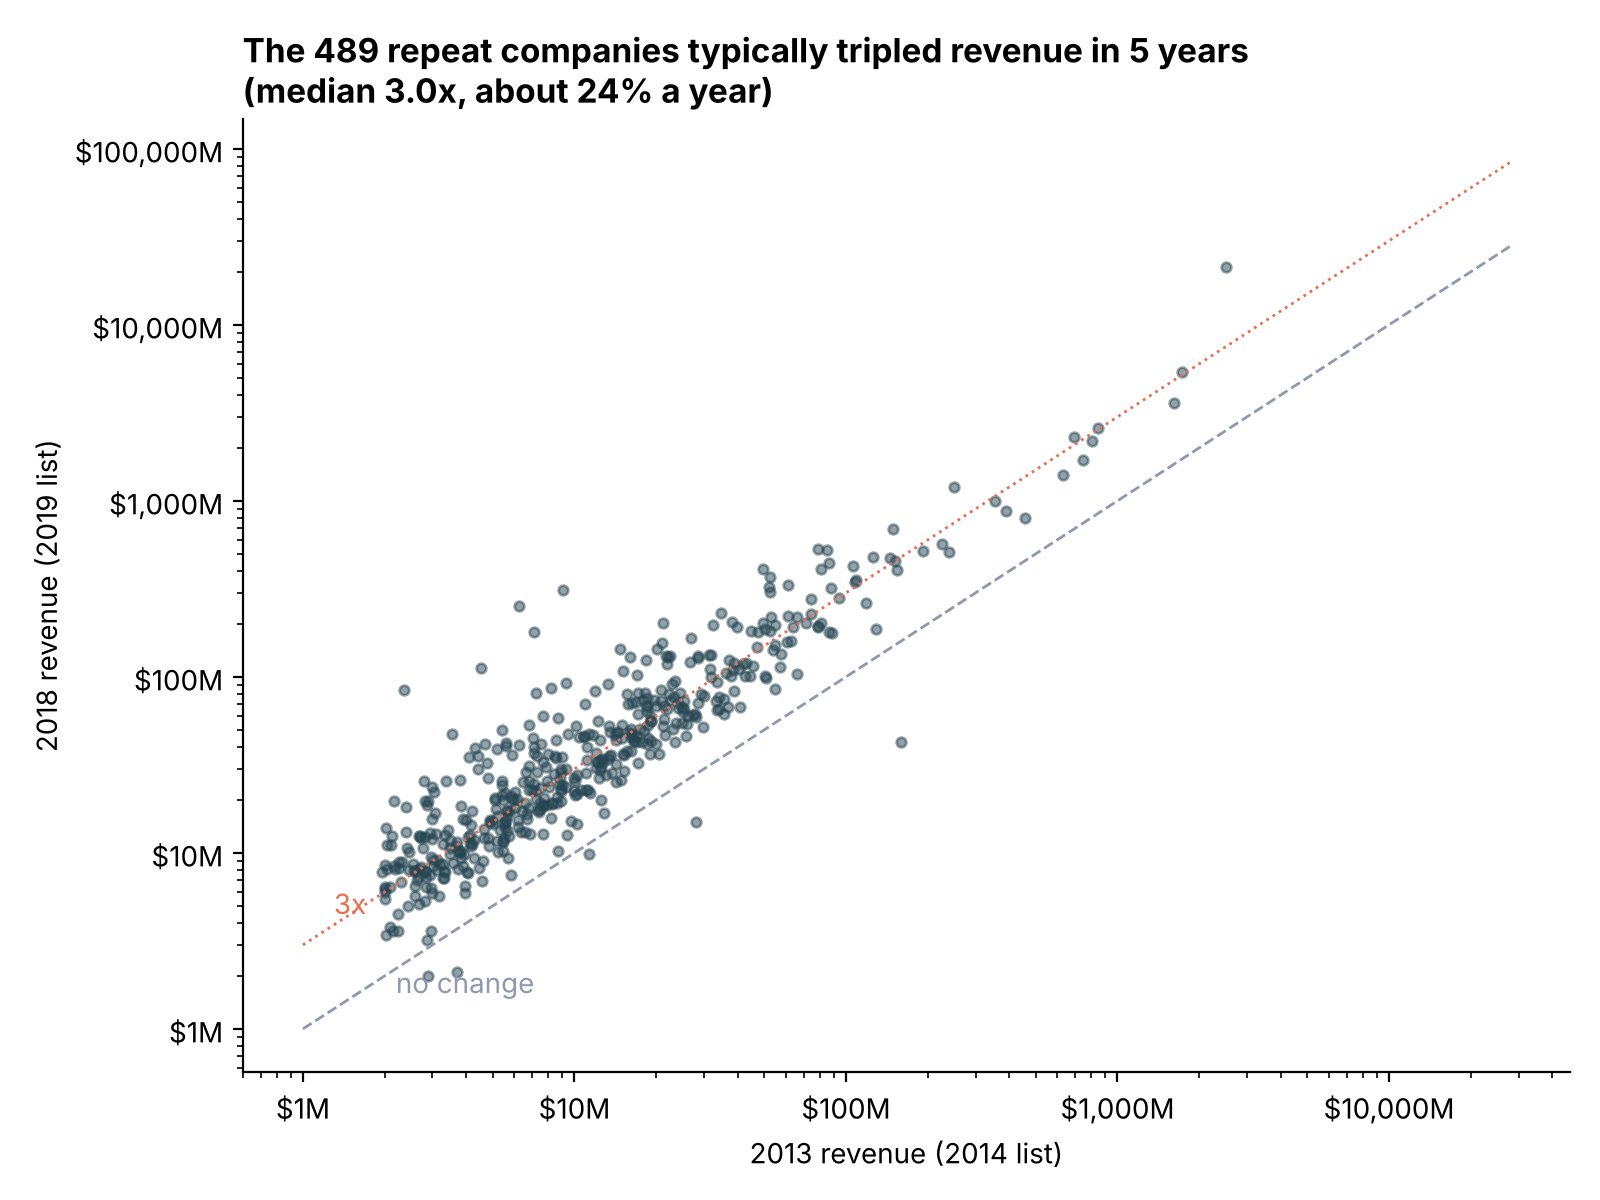 The 489 repeat companies typically tripled revenue in 5 years
(median 3.0x, about 24% a year)
$100,000M
$10,000M
$1,000M
$100M
$10M
$1M
2018 revenue (2019 list)
3x
no change
$1M
$10M
$100M
$1,000M
$10,000M
2013 revenue (2014 list)